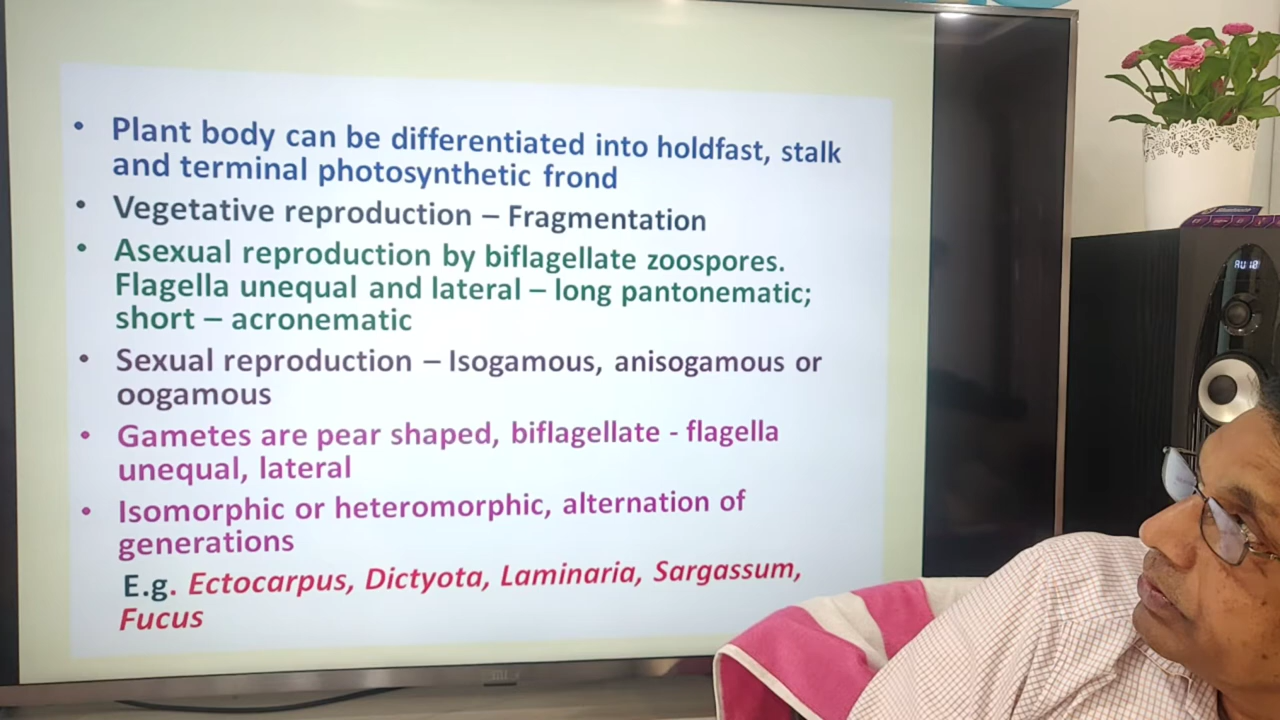 • Plant body can be differentiated into holdfast, stalk
and terminal photosynthetic frond
• Vegetative reproduction – Fragmentation
• Asexual reproduction by biflagellate zoospores.
Flagella unequal and lateral – long pantonematic;
short – acronematic
• Sexual reproduction – Isogamous, anisogamous or
oogamous
• Gametes are pear shaped, biflagellate - flagella
unequal, lateral
• Isomorphic or heteromorphic, alternation of
generations
E.g. Ectocarpus, Dictyota, Laminaria, Sargassum,
Fucus